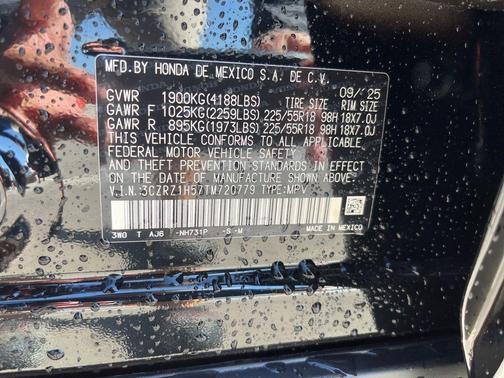 MFD.BY HONDA DE MEXICO S.A. DE C.V. 09/25
GVWR 1900KG(4188LBS) TIRE SIZE RIM SIZE
GAWR F 1025KG(2259LBS) 225/55R18 98H 18X7.0J
GAWR R 895KG(1973LBS) 225/55R18 98H 18X7.0J
THIS VEHICLE CONFORMS TO ALL APPLICABLE
FEDERAL MOTOR VEHICLE SAFETY
STANDARDS IN EFFECT ON THE
DATE OF MANUFACTURE SHOWN ABOVE.
V.I.N.:3CZRZ1H57TM720779 TYPE:MPV
3W0 T AJ6 -NH731P -S -M MADE IN MEXICO